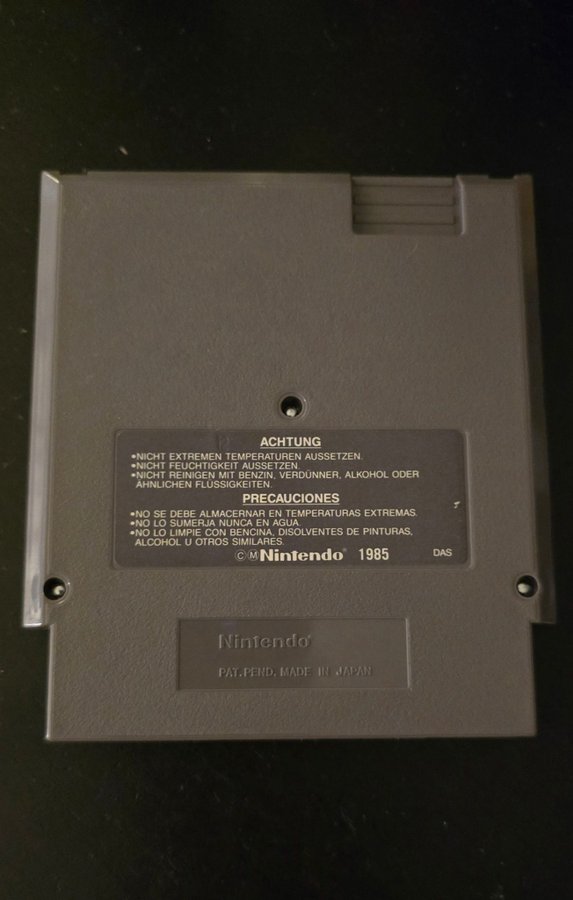 ACHTUNG
•NICHT EXTREMEN TEMPERATUREN AUSSETZEN.
•NICHT FEUCHTIGKEIT AUSSETZEN.
•NICHT REINIGEN MIT BENZIN, VERDÜNNER, ALKOHOL ODER
ÄHNLICHEN FLÜSSIGKEITEN.
PRECAUCIONES
•NO SE DEBE ALMACERNAR EN TEMPERATURAS EXTREMAS.
•NO LO SUMERJA NUNCA EN AGUA.
•NO LO LIMPIE CON BENCINA, DISOLVENTES DE PINTURAS,
ALCOHOL U OTROS SIMILARES.
ⒸⓂNintendo® 1985 DAS
Nintendo®
PAT. PEND. MADE IN JAPAN